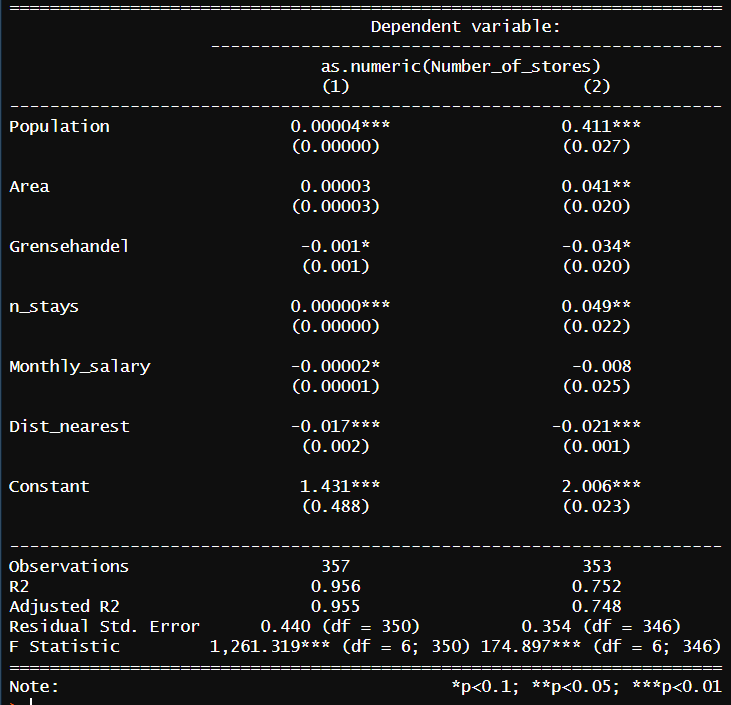 Dependent variable:
as.numeric(Number_of_stores)
(1) (2)
Population 0.00004*** 0.411***
(0.00000) (0.027)
Area 0.00003 0.041**
(0.00003) (0.020)
Grensehandel -0.001* -0.034*
(0.001) (0.020)
n_stays 0.00000*** 0.049**
(0.00000) (0.022)
Monthly_salary -0.00002* -0.008
(0.00001) (0.025)
Dist_nearest -0.017*** -0.021***
(0.002) (0.001)
Constant 1.431*** 2.006***
(0.488) (0.023)
Observations 357 353
R2 0.956 0.752
Adjusted R2 0.955 0.748
Residual Std. Error 0.440 (df = 350) 0.354 (df = 346)
F Statistic 1,261.319*** (df = 6; 350) 174.897*** (df = 6; 346)
Note: *p<0.1; **p<0.05; ***p<0.01